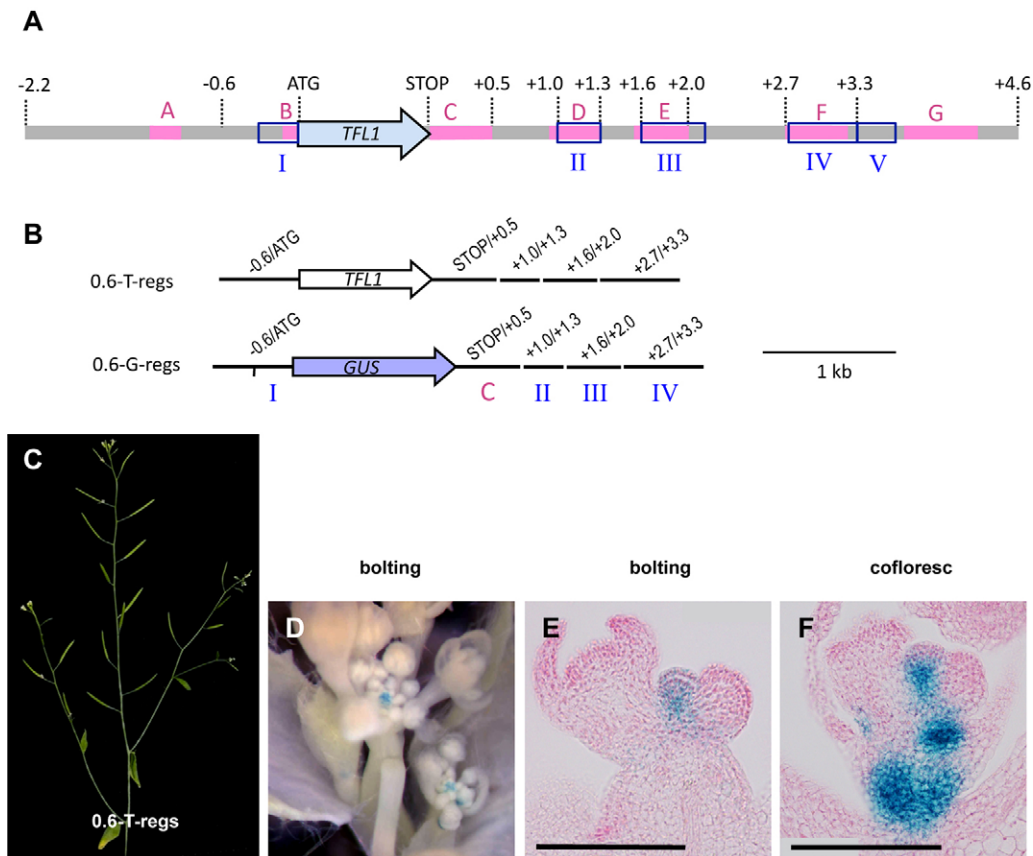 A
-2.2 -0.6 ATG STOP +0.5 +1.0 +1.3 +1.6 +2.0 +2.7 +3.3 +4.6
A B C D E F G
TFL1
I II III IV V
B
-0.6/ATG STOP/+0.5 +1.0/+1.3 +1.6/+2.0 +2.7/+3.3
0.6-T-regs TFL1
-0.6/ATG STOP/+0.5 +1.0/+1.3 +1.6/+2.0 +2.7/+3.3
0.6-G-regs GUS
1 kb
I C II III IV
C
bolting bolting cofloresc
D E F
0.6-T-regs